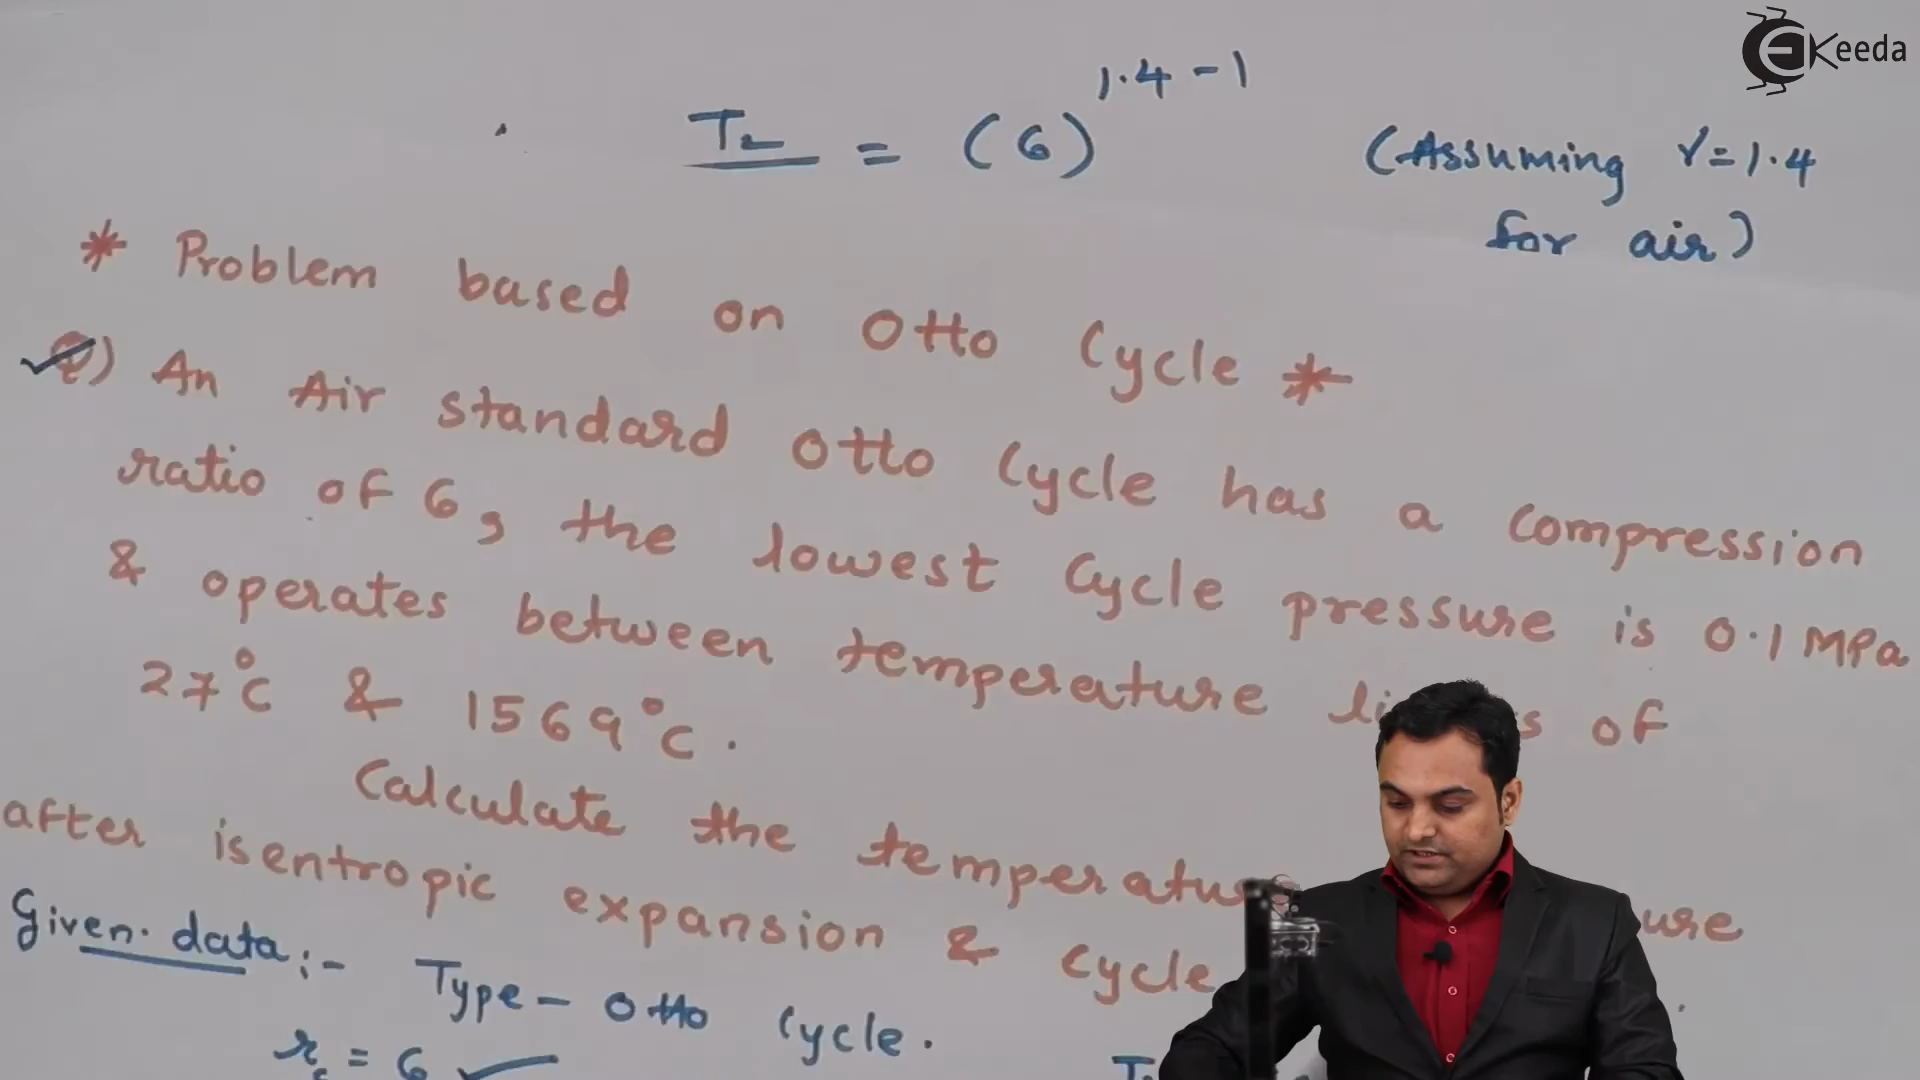 EKeeda
1.4-1
T2 = (6) (Assuming γ=1.4
for air)
* Problem based on Otto Cycle *
Q) An Air standard Otto Cycle has a Compression
ratio of 6, the lowest Cycle pressure is 0.1 MPa
& operates between temperature of
27°C & 1569°C.
Calculate the
after isentropic expansion & Cycle
Given data:- Type - Otto Cycle.
rc = 6